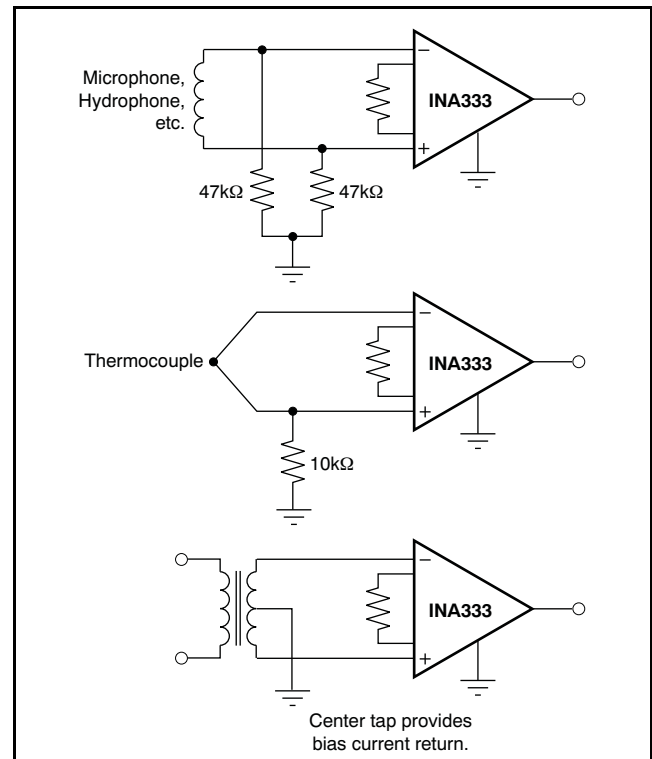 Microphone,
Hydrophone,
etc.
−
INA333
+
47kΩ
47kΩ
Thermocouple
−
INA333
+
10kΩ
−
INA333
+
Center tap provides
bias current return.